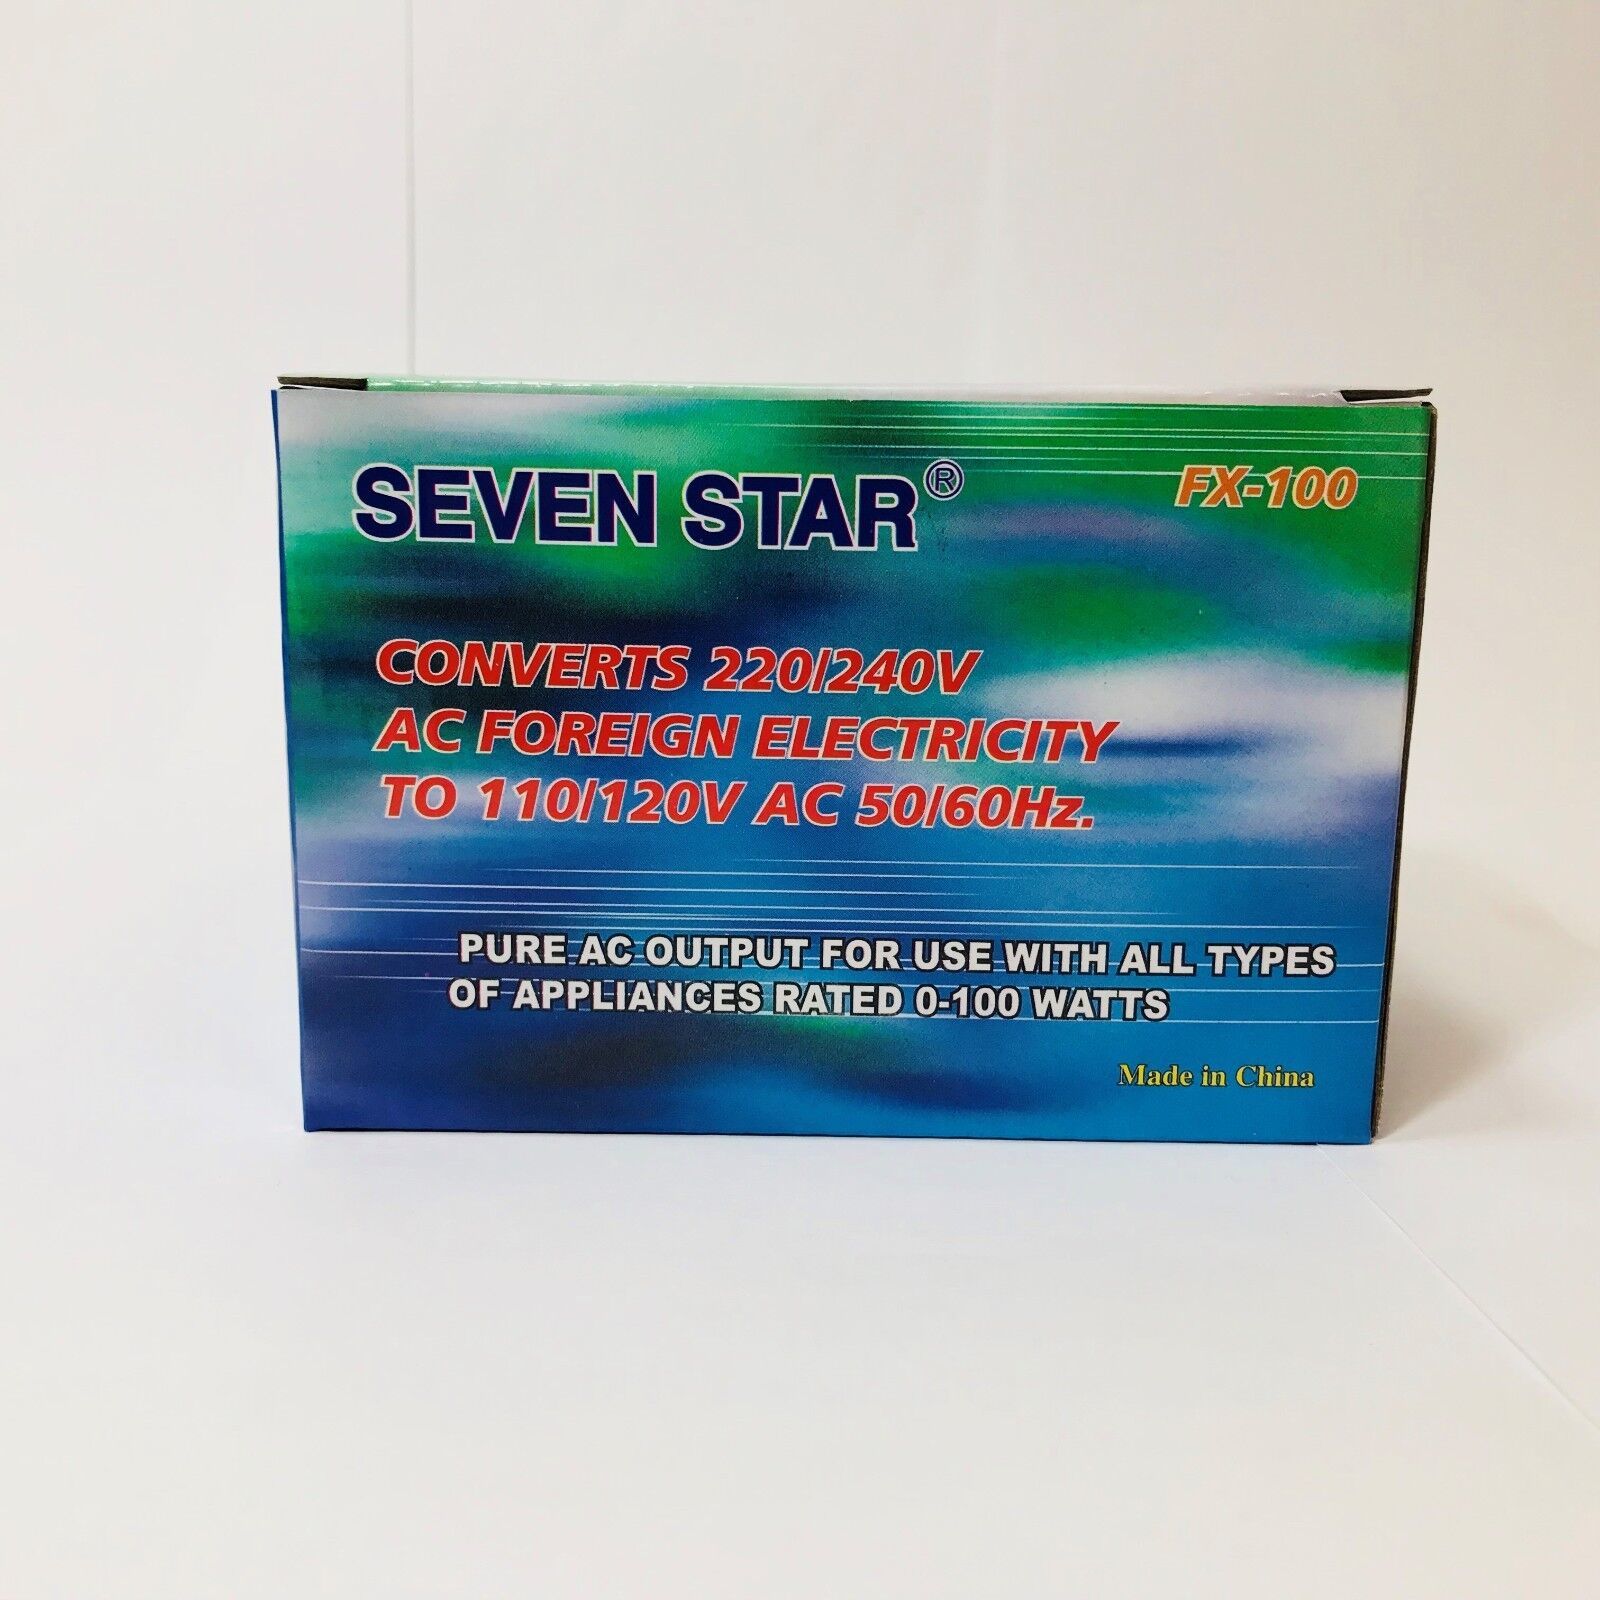 SEVEN STAR®
FX-100
CONVERTS 220/240V
AC FOREIGN ELECTRICITY
TO 110/120V AC 50/60Hz.
PURE AC OUTPUT FOR USE WITH ALL TYPES
OF APPLIANCES RATED 0-100 WATTS
Made in China